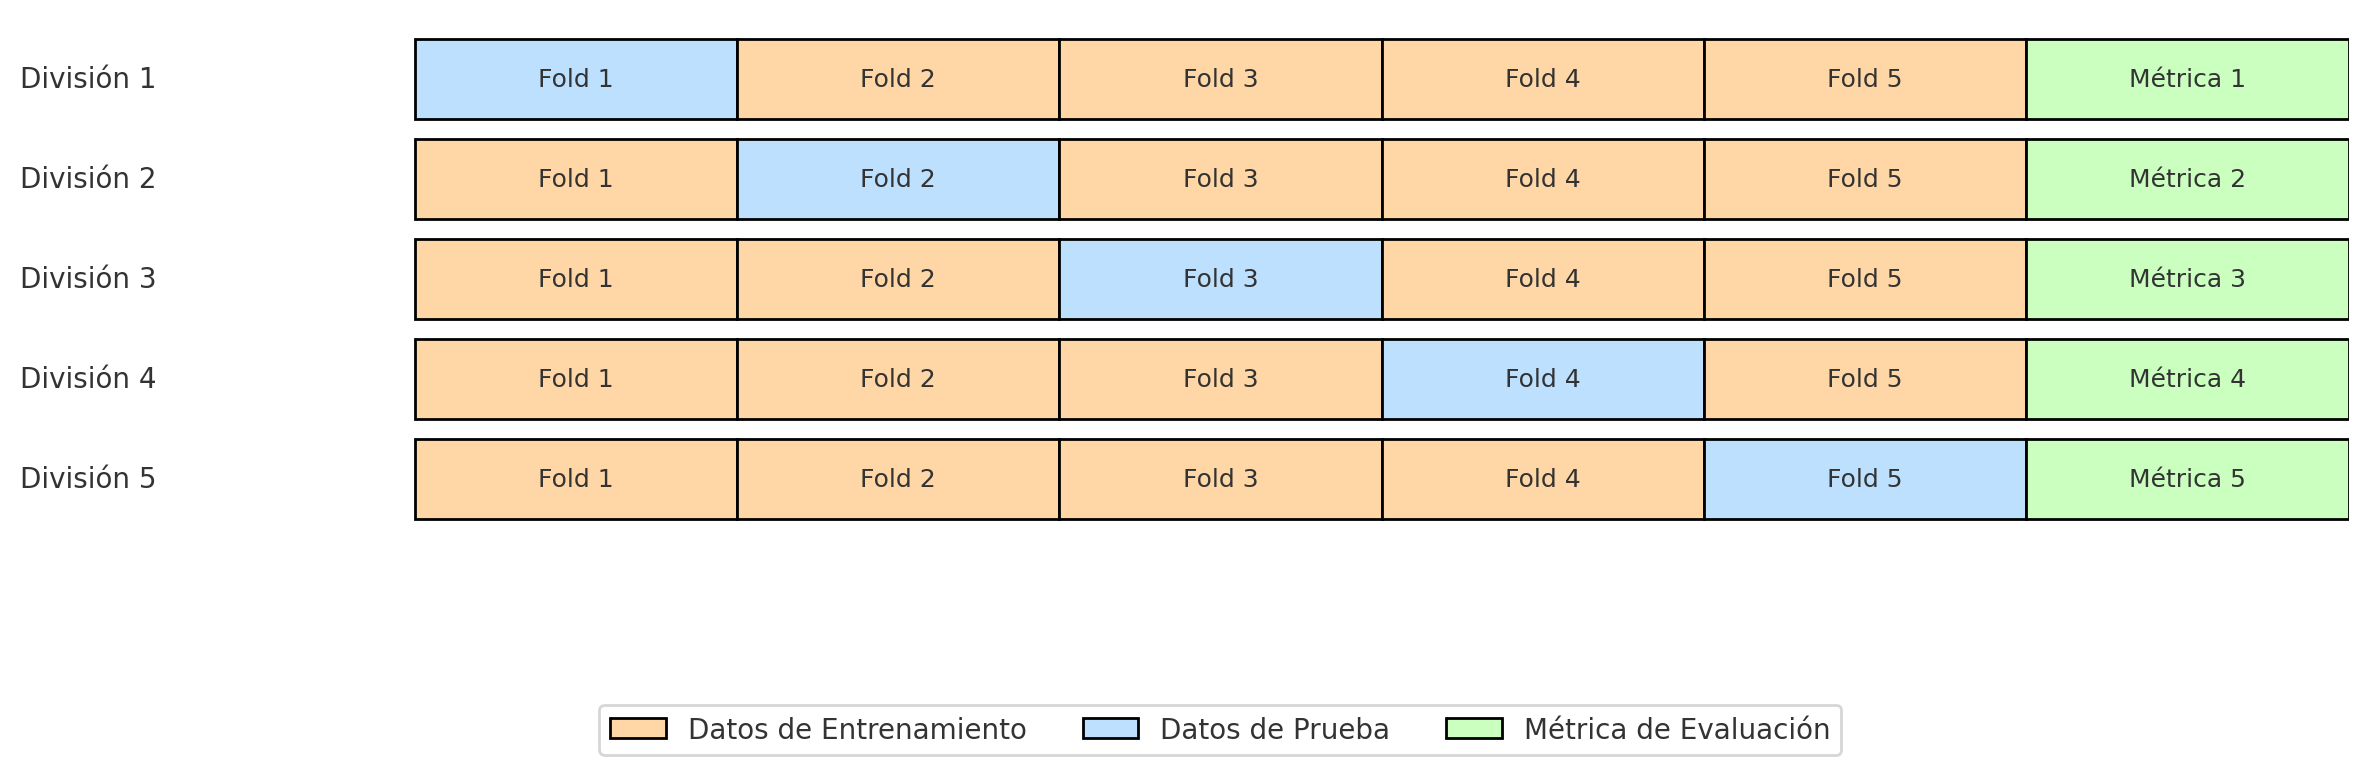 División 1 Fold 1 Fold 2 Fold 3 Fold 4 Fold 5 Métrica 1
División 2 Fold 1 Fold 2 Fold 3 Fold 4 Fold 5 Métrica 2
División 3 Fold 1 Fold 2 Fold 3 Fold 4 Fold 5 Métrica 3
División 4 Fold 1 Fold 2 Fold 3 Fold 4 Fold 5 Métrica 4
División 5 Fold 1 Fold 2 Fold 3 Fold 4 Fold 5 Métrica 5
Datos de Entrenamiento Datos de Prueba Métrica de Evaluación